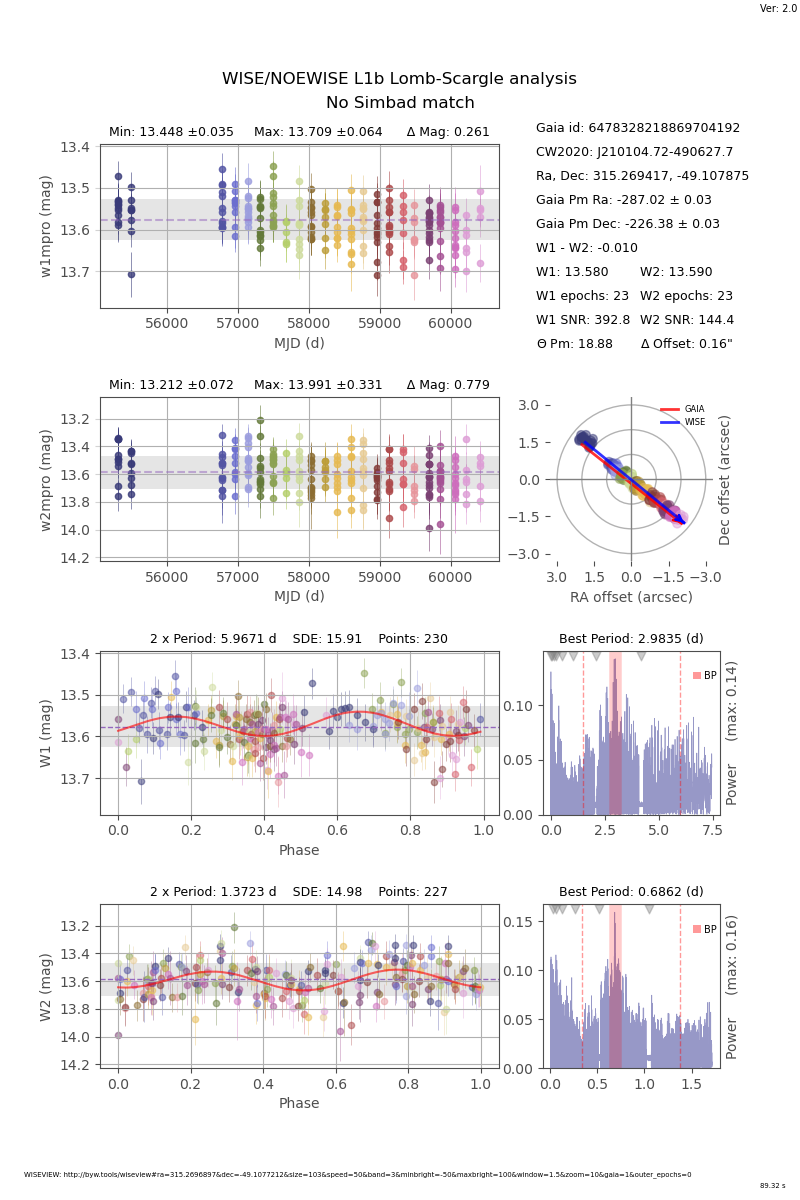 Ver: 2.0
WISE/NOEWISE L1b Lomb-Scargle analysis
No Simbad match
Min: 13.448 ±0.035 Max: 13.709 ±0.064 Δ Mag: 0.261
13.4
13.5
13.6
13.7
w1mpro (mag)
56000 57000 58000 59000 60000
MJD (d)
Gaia id: 6478328218869704192
CW2020: J210104.72-490627.7
Ra, Dec: 315.269417, -49.107875
Gaia Pm Ra: -287.02 ± 0.03
Gaia Pm Dec: -226.38 ± 0.03
W1 - W2: -0.010
W1: 13.580 W2: 13.590
W1 epochs: 23 W2 epochs: 23
W1 SNR: 392.8 W2 SNR: 144.4
Θ Pm: 18.88 Δ Offset: 0.16"
Min: 13.212 ±0.072 Max: 13.991 ±0.331 Δ Mag: 0.779
13.2
13.4
13.6
13.8
14.0
14.2
w2mpro (mag)
56000 57000 58000 59000 60000
MJD (d)
GAIA
WISE
3.0
1.5
0.0
−1.5
−3.0
Dec offset (arcsec)
3.0 1.5 0.0 −1.5 −3.0
RA offset (arcsec)
2 x Period: 5.9671 d SDE: 15.91 Points: 230
13.4
13.5
13.6
13.7
W1 (mag)
0.0 0.2 0.4 0.6 0.8 1.0
Phase
Best Period: 2.9835 (d)
BP
0.10
0.05
0.00
Power (max: 0.14)
0.0 2.5 5.0 7.5
2 x Period: 1.3723 d SDE: 14.98 Points: 227
13.2
13.4
13.6
13.8
14.0
14.2
W2 (mag)
0.0 0.2 0.4 0.6 0.8 1.0
Phase
Best Period: 0.6862 (d)
BP
0.15
0.10
0.05
0.00
Power (max: 0.16)
0.0 0.5 1.0 1.5
WISEVIEW: http://byw.tools/wiseview#ra=315.2696897&dec=-49.1077212&size=103&speed=50&band=3&minbright=-50&maxbright=100&window=1.5&zoom=10&gaia=1&outer_epochs=0
89.32 s